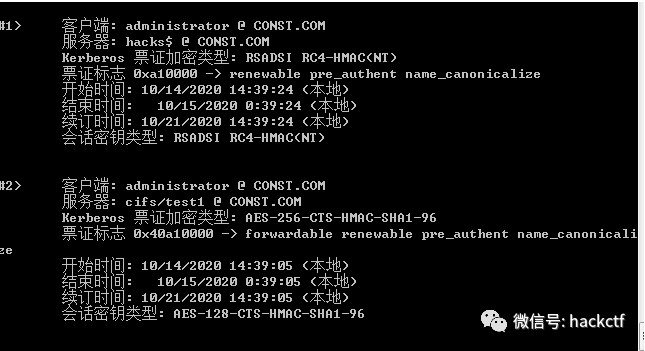 #1>     客户端: administrator @ CONST.COM
        服务器: hacks$ @ CONST.COM
        Kerberos 票证加密类型: RSADSI RC4-HMAC(NT)
        票证标志 0xa10000 -> renewable pre_authent name_canonicalize
        开始时间: 10/14/2020 14:39:24 (本地)
        结束时间:   10/15/2020 0:39:24 (本地)
        续订时间: 10/21/2020 14:39:24 (本地)
        会话密钥类型: RSADSI RC4-HMAC(NT)
#2>     客户端: administrator @ CONST.COM
        服务器: cifs/test1 @ CONST.COM
        Kerberos 票证加密类型: AES-256-CTS-HMAC-SHA1-96
        票证标志 0x40a10000 -> forwardable renewable pre_authent name_canonicali
ze
        开始时间: 10/14/2020 14:39:05 (本地)
        结束时间:   10/15/2020 0:39:05 (本地)
        续订时间: 10/21/2020 14:39:05 (本地)
        会话密钥类型: AES-128-CTS-HMAC-SHA1-96
微信号: hackctf